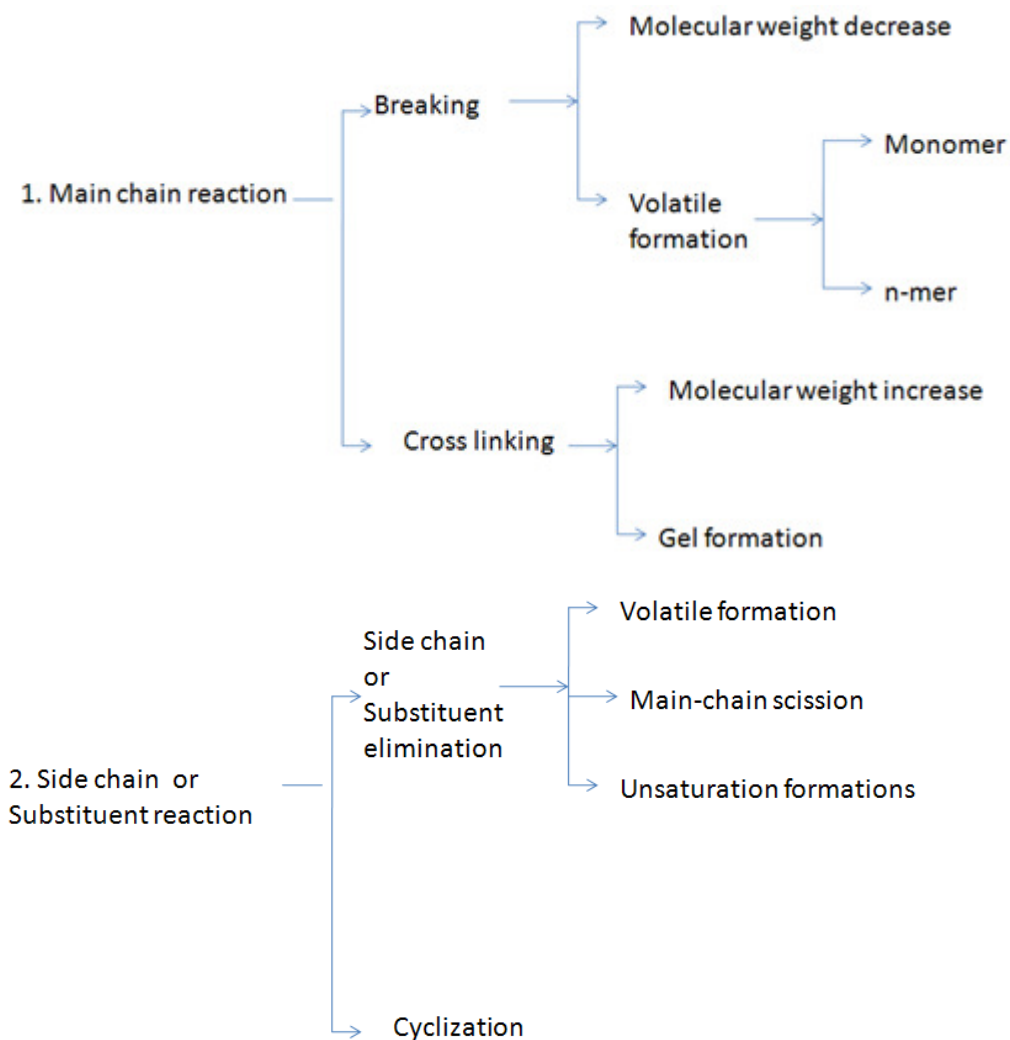 Molecular weight decrease
Breaking
Monomer
1. Main chain reaction
Volatile
formation
n-mer
Molecular weight increase
Cross linking
Gel formation
Volatile formation
Side chain
or
Substituent
elimination
Main-chain scission
2. Side chain or
Substituent reaction
Unsaturation formations
Cyclization